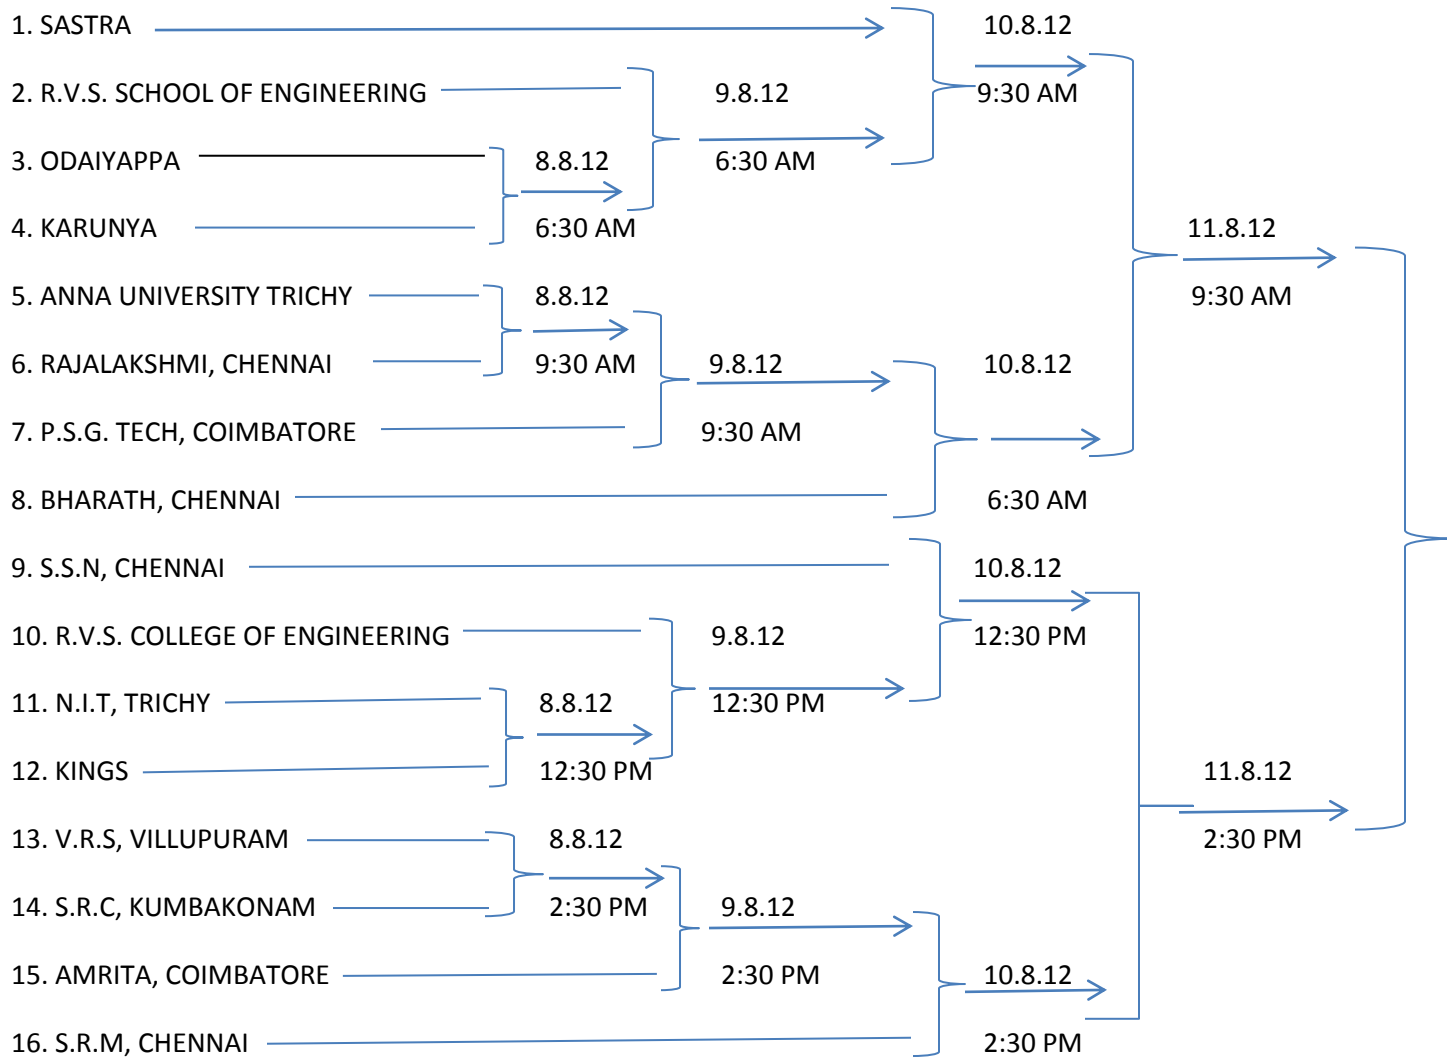 1. SASTRA 10.8.12
2. R.V.S. SCHOOL OF ENGINEERING 9.8.12 9:30 AM
3. ODAIYAPPA 8.8.12 6:30 AM
4. KARUNYA 6:30 AM 11.8.12
5. ANNA UNIVERSITY TRICHY 8.8.12 9:30 AM
6. RAJALAKSHMI, CHENNAI 9:30 AM 9.8.12 10.8.12
7. P.S.G. TECH, COIMBATORE 9:30 AM
8. BHARATH, CHENNAI 6:30 AM
9. S.S.N, CHENNAI 10.8.12
10. R.V.S. COLLEGE OF ENGINEERING 9.8.12 12:30 PM
11. N.I.T, TRICHY 8.8.12 12:30 PM
12. KINGS 12:30 PM 11.8.12
13. V.R.S, VILLUPURAM 8.8.12 2:30 PM
14. S.R.C, KUMBAKONAM 2:30 PM 9.8.12
15. AMRITA, COIMBATORE 2:30 PM 10.8.12
16. S.R.M, CHENNAI 2:30 PM